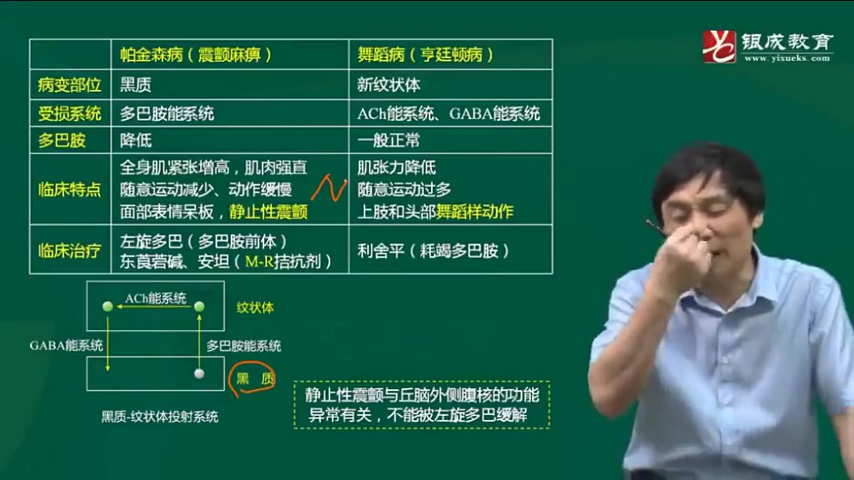 银成教育
www.yixueks.com
帕金森病（震颤麻痹） 舞蹈病（亨廷顿病）
病变部位 黑质 新纹状体
受损系统 多巴胺能系统 ACh能系统、GABA能系统
多巴胺 降低 一般正常
临床特点
全身肌紧张增高，肌肉强直
随意运动减少、动作缓慢
面部表情呆板，静止性震颤
肌张力降低
随意运动过多
上肢和头部舞蹈样动作
临床治疗
左旋多巴（多巴胺前体）
东莨菪碱、安坦（M-R拮抗剂）
利舍平（耗竭多巴胺）
ACh能系统
纹状体
GABA能系统
多巴胺能系统
黑 质
黑质-纹状体投射系统
静止性震颤与丘脑外侧腹核的功能
异常有关，不能被左旋多巴缓解